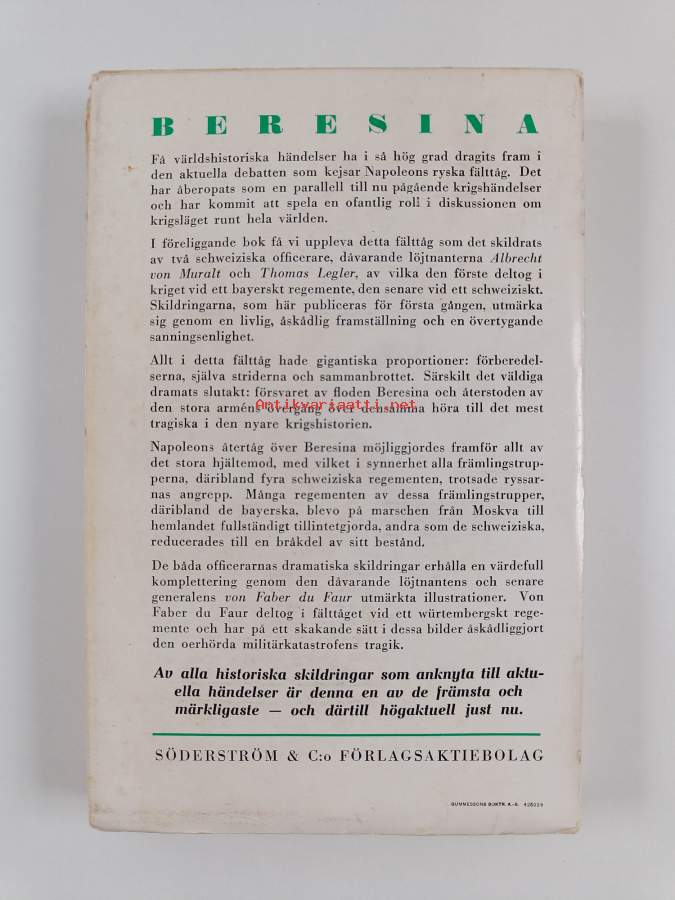 BERESINA
Få världshistoriska händelser ha i så hög grad dragits fram i
den aktuella debatten som kejsar Napoleons ryska fälttåg. Det
har åberopats som en parallell till nu pågående krigshändelser
och har kommit att spela en ofantlig roll i diskussionen om
krigsläget runt hela världen.
I föreliggande bok få vi uppleva detta fälttåg som det skildrats
av två schweiziska officerare, dåvarande löjtnanterna Albrecht
von Muralt och Thomas Legler, av vilka den förste deltog i
kriget vid ett bayerskt regemente, den senare vid ett schweiziskt.
Skildringarna, som här publiceras för första gången, utmärka
sig genom en livlig, åskådlig framställning och en övertygande
sanningsenlighet.
Allt i detta fälttåg hade gigantiska proportioner: förberedel-
serna, själva striderna och sammanbrottet. Särskilt det väldiga
dramats slutakt: försvaret av floden Beresina och återstoden av
Antikvariaatti.net
den stora arméns övergång över densamma höra till det mest
tragiska i den nyare krigshistorien.
Napoleons återtåg över Beresina möjliggjordes framför allt av
det stora hjältemod, med vilket i synnerhet alla främlingstrup-
perna, däribland fyra schweiziska regementen, trotsade ryssar-
nas angrepp. Många regementen av dessa främlingstrupper,
däribland de bayerska, blevo på marschen från Moskva till
hemlandet fullständigt tillintetgjorda, andra som de schweiziska,
reducerades till en bråkdel av sitt bestånd.
De båda officerarnas dramatiska skildringar erhålla en värdefull
komplettering genom den dåvarande löjtnantens och senare
generalens von Faber du Faur utmärkta illustrationer. Von
Faber du Faur deltog i fälttåget vid ett würtembergskt rege-
mente och har på ett skakande sätt i dessa bilder åskådliggjort
den oerhörda militärkatastrofens tragik.
Av alla historiska skildringar som anknyta till aktu-
ella händelser är denna en av de främsta och
märkligaste — och därtill högaktuell just nu.
SÖDERSTRÖM & C:o FÖRLAGSAKTIEBOLAG
GUMMESSONS BOKTR. A.-B.